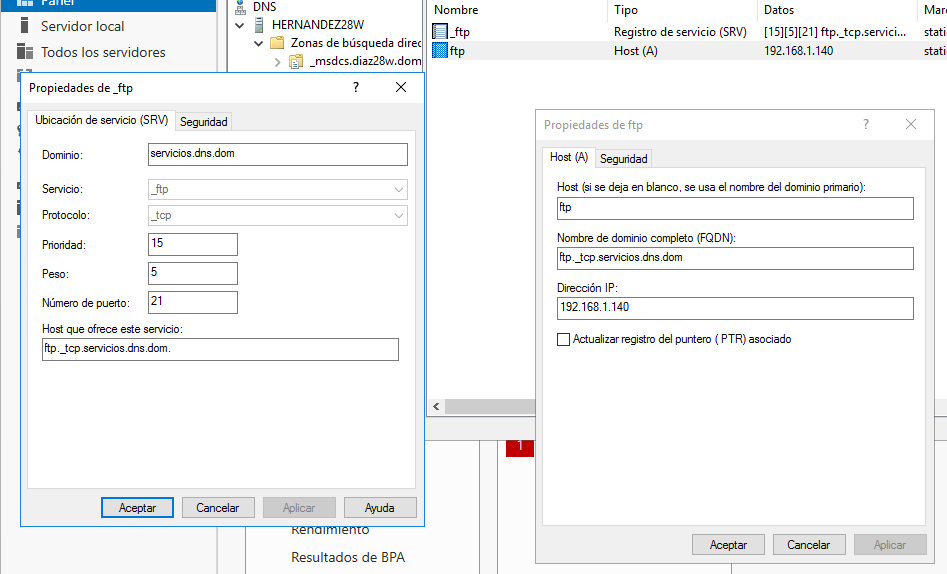 Panel
Servidor local
Todos los servidores
DNS
HERNANDEZ28W
Zonas de búsqueda direc
_msdcs.diaz28w.dom
Nombre Tipo Datos Marc
_ftp Registro de servicio (SRV) [15][5][21] ftp._tcp.servici... stati
ftp Host (A) 192.168.1.140 stati
Propiedades de _ftp ?
Ubicación de servicio (SRV) Seguridad
Dominio: servicios.dns.dom
Servicio: _ftp
Protocolo: _tcp
Prioridad: 15
Peso: 5
Número de puerto: 21
Host que ofrece este servicio:
ftp._tcp.servicios.dns.dom.
Aceptar Cancelar Aplicar Ayuda
Propiedades de ftp ?
Host (A) Seguridad
Host (si se deja en blanco, se usa el nombre del dominio primario):
ftp
Nombre de dominio completo (FQDN):
ftp._tcp.servicios.dns.dom
Dirección IP:
192.168.1.140
Actualizar registro del puntero ( PTR) asociado
Aceptar Cancelar Aplicar
1
Rendimiento
Resultados de BPA